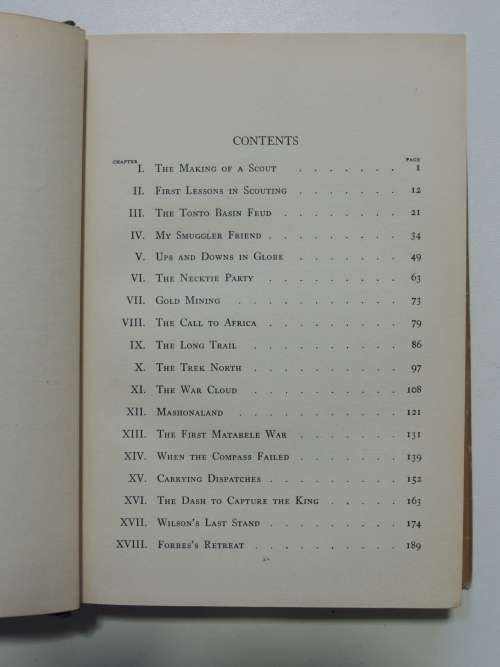 CONTENTS
CHAPTER PAGE
I. THE MAKING OF A SCOUT . . . . . . . 1
II. FIRST LESSONS IN SCOUTING . . . . . . 12
III. THE TONTO BASIN FEUD . . . . . . 21
IV. MY SMUGGLER FRIEND . . . . . . . 34
V. UPS AND DOWNS IN GLOBE . . . . . . 49
VI. THE NECKTIE PARTY . . . . . . . 63
VII. GOLD MINING . . . . . . . . 73
VIII. THE CALL TO AFRICA . . . . . . . 79
IX. THE LONG TRAIL . . . . . . . . 86
X. THE TREK NORTH . . . . . . . 97
XI. THE WAR CLOUD . . . . . . . 108
XII. MASHONALAND . . . . . . . . 121
XIII. THE FIRST MATABELE WAR . . . . . 131
XIV. WHEN THE COMPASS FAILED . . . . . 139
XV. CARRYING DISPATCHES . . . . . . 152
XVI. THE DASH TO CAPTURE THE KING . . . . . 163
XVII. WILSON'S LAST STAND . . . . . . 174
XVIII. FORBES'S RETREAT . . . . . . . 189